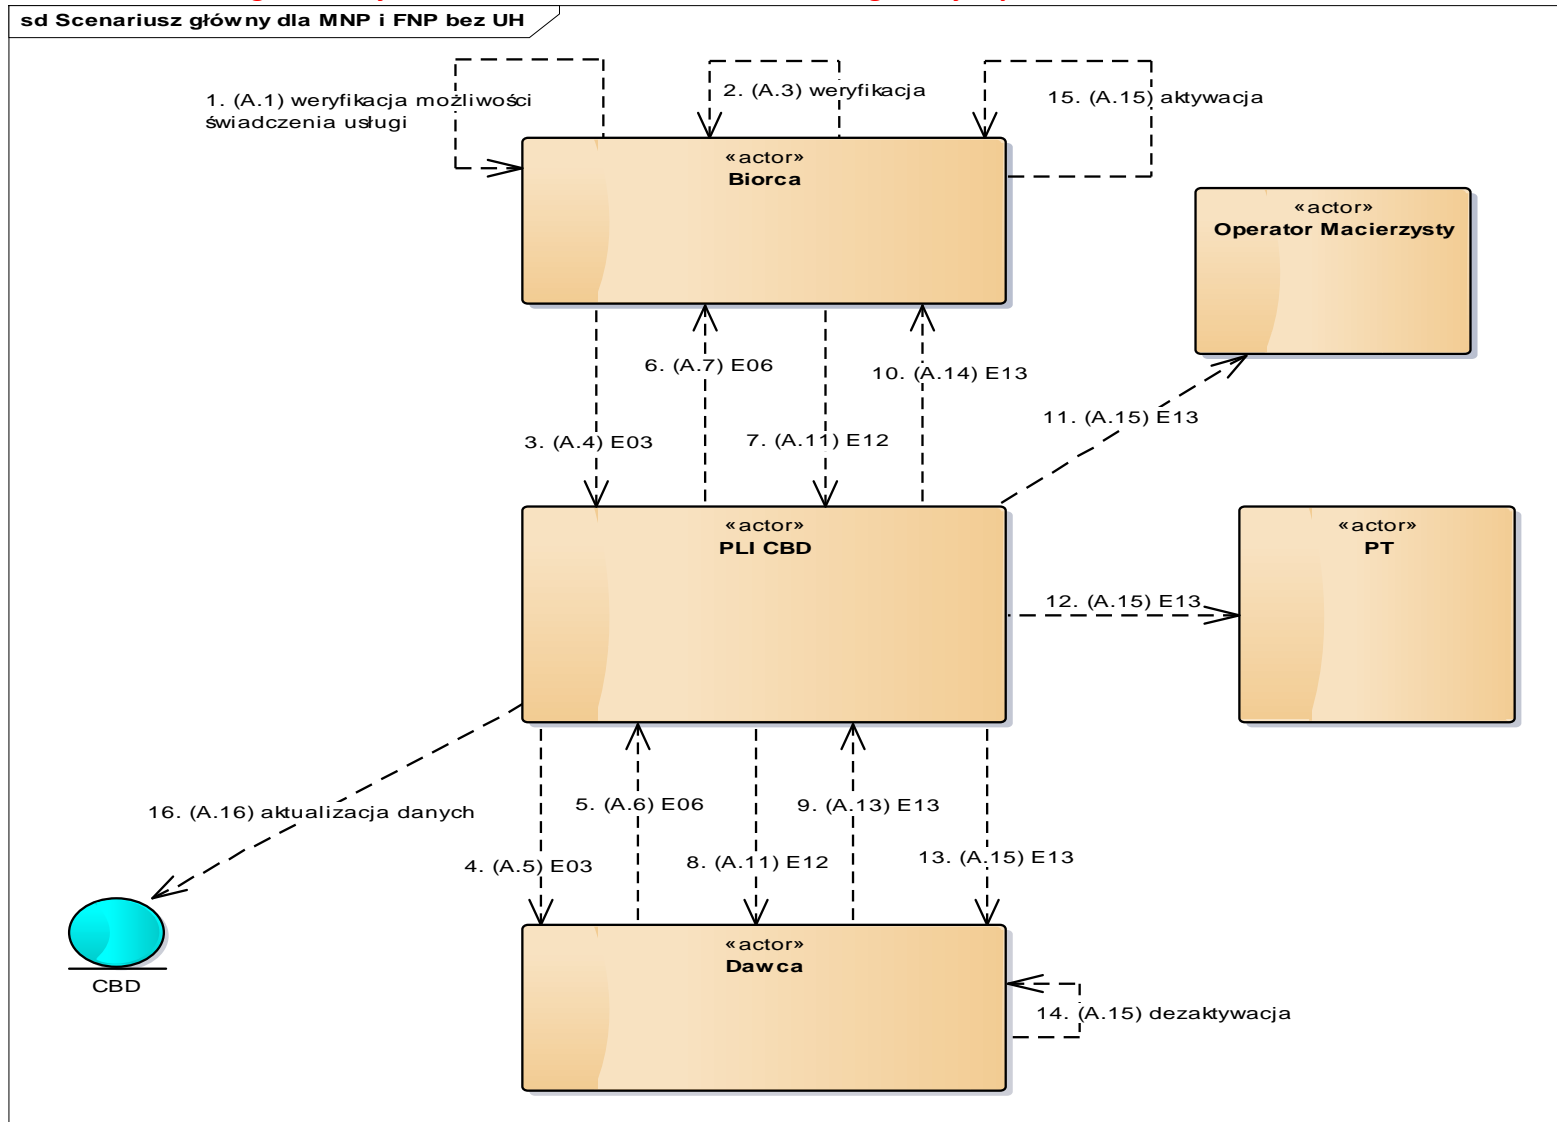 sd Scenariusz główny dla MNP i FNP bez UH
1. (A.1) weryfikacja możliwości
świadczenia usługi
2. (A.3) weryfikacja
15. (A.15) aktywacja
«actor»
Biorca
«actor»
Operator Macierzysty
6. (A.7) E06
10. (A.14) E13
11. (A.15) E13
3. (A.4) E03
7. (A.11) E12
«actor»
PLI CBD
«actor»
PT
12. (A.15) E13
16. (A.16) aktualizacja danych
5. (A.6) E06
9. (A.13) E13
4. (A.5) E03
8. (A.11) E12
13. (A.15) E13
«actor»
Dawca
CBD
14. (A.15) dezaktywacja